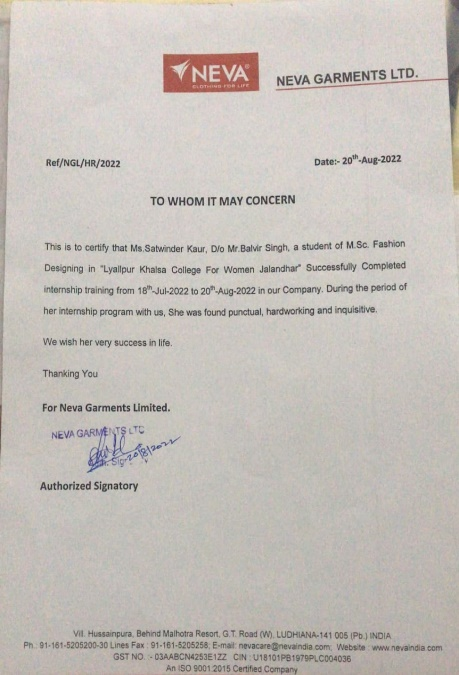 NEVA®
CLOTHING FOR LIFE
NEVA GARMENTS LTD.
Ref/NGL/HR/2022
Date:- 20th-Aug-2022
TO WHOM IT MAY CONCERN
This is to certify that Ms.Satwinder Kaur, D/o Mr.Balvir Singh, a student of M.Sc. Fashion
Designing in "Lyallpur Khalsa College For Women Jalandhar" Successfully Completed
internship training from 18th-Jul-2022 to 20th-Aug-2022 in our Company. During the period of
her internship program with us, She was found punctual, hardworking and inquisitive.
We wish her very success in life.
Thanking You
For Neva Garments Limited.
NEVA GARMENTS LTD
20/8/2022
Authorized Signatory
Vill. Hussainpura, Behind Malhotra Resort, G.T. Road (W), LUDHIANA-141 005 (Pb.) INDIA
Ph.: 91-161-5205200-30 Lines Fax : 91-161-5205258; E-mail: nevacare@nevaindia.com; Website : www.nevaindia.com
GST NO. :- 03AABCN4253E1ZZ CIN : U18101PB1979PLC004036
An ISO 9001:2015 Certified Company